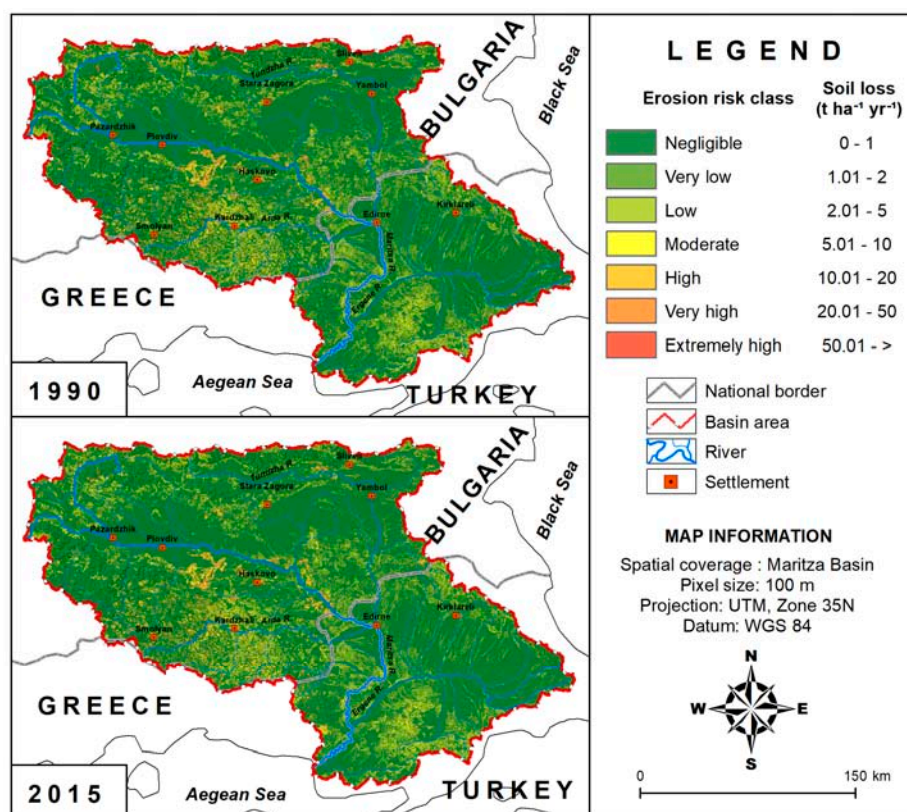 BULGARIA
Black Sea
Sliven
Tundzha R.
Stara Zagora
Yambol
Pazardzhik
Plovdiv
Haskovo
Kardzhali
Arda R.
Smolyan
Edirne
Kirklareli
Maritza R.
Ergene R.
GREECE
Aegean Sea
TURKEY
1990
BULGARIA
Black Sea
Sliven
Tundzha R.
Stara Zagora
Yambol
Pazardzhik
Plovdiv
Haskovo
Kardzhali
Arda R.
Smolyan
Edirne
Kirklareli
Maritza R.
Ergene R.
GREECE
Aegean Sea
TURKEY
2015
LEGEND
Erosion risk class
Soil loss
(t ha⁻¹ yr⁻¹)
Negligible 0 - 1
Very low 1.01 - 2
Low 2.01 - 5
Moderate 5.01 - 10
High 10.01 - 20
Very high 20.01 - 50
Extremely high 50.01 - >
National border
Basin area
River
Settlement
MAP INFORMATION
Spatial coverage : Maritza Basin
Pixel size: 100 m
Projection: UTM, Zone 35N
Datum: WGS 84
N
W E
S
0 150 km